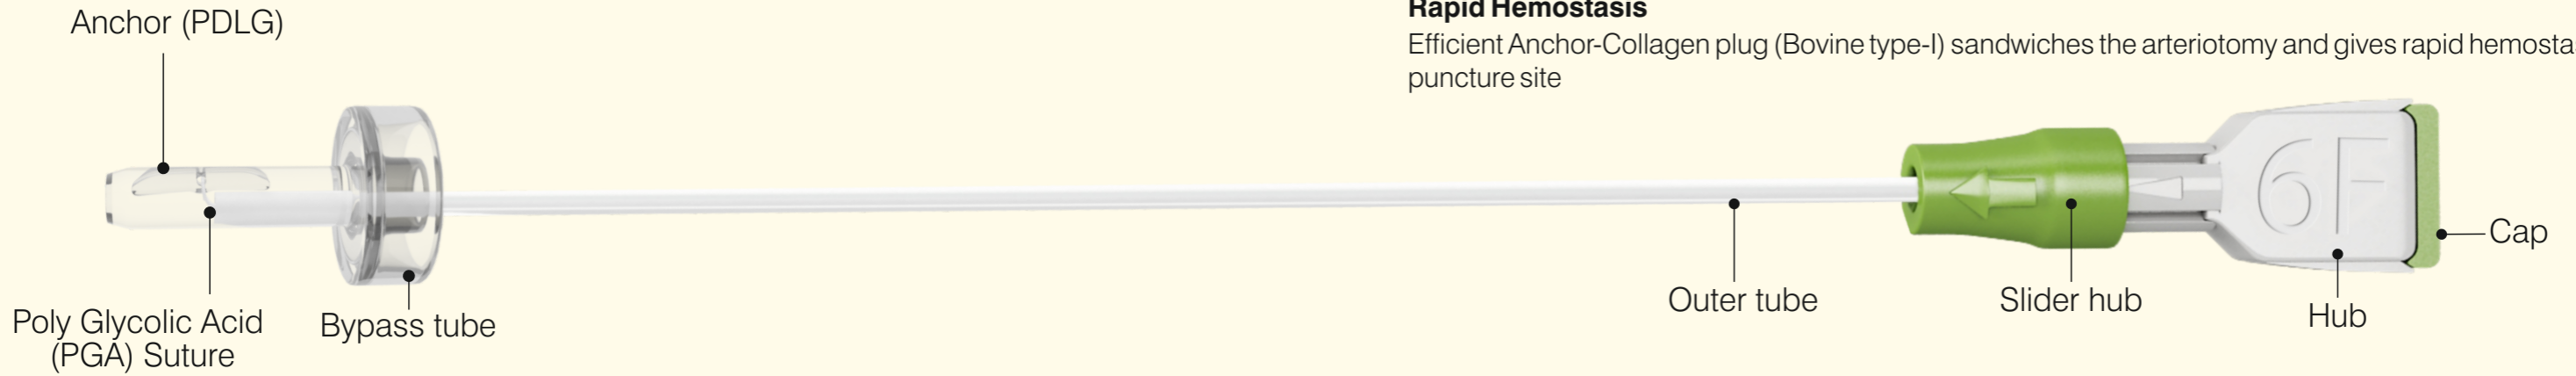 Rapid Hemostasis
Efficient Anchor-Collagen plug (Bovine type-I) sandwiches the arteriotomy and gives rapid
puncture site
Anchor (PDLG)
Poly Glycolic Acid
(PGA) Suture
Bypass tube
Outer tube
Slider hub
6F
Hub
Cap